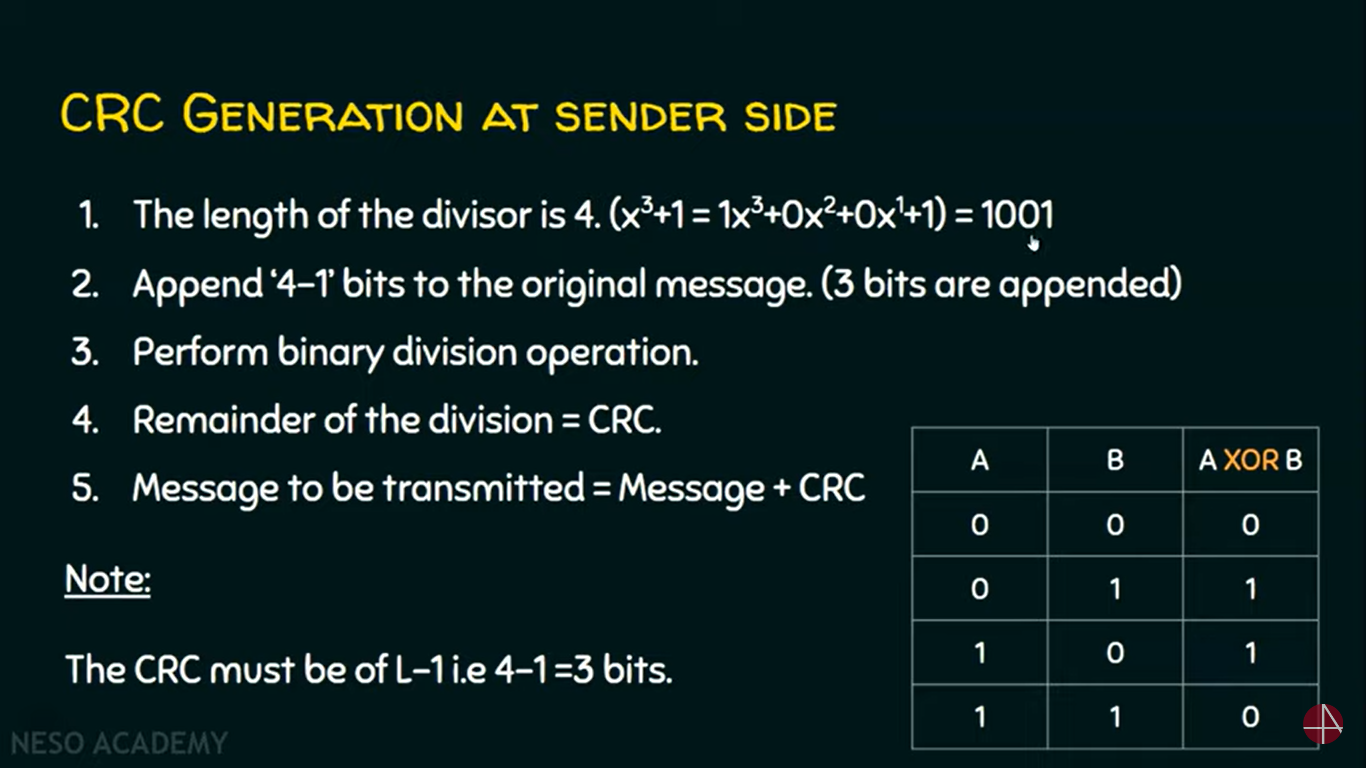 CRC GENERATION AT SENDER SIDE
1. The length of the divisor is 4. (x³+1 = 1x³+0x²+0x¹+1) = 1001
2. Append ‘4–1’ bits to the original message. (3 bits are appended)
3. Perform binary division operation.
4. Remainder of the division = CRC.
5. Message to be transmitted = Message + CRC
Note:
The CRC must be of L–1 i.e 4–1 =3 bits.
A B A XOR B
0 0 0
0 1 1
1 0 1
1 1 0
NESO ACADEMY